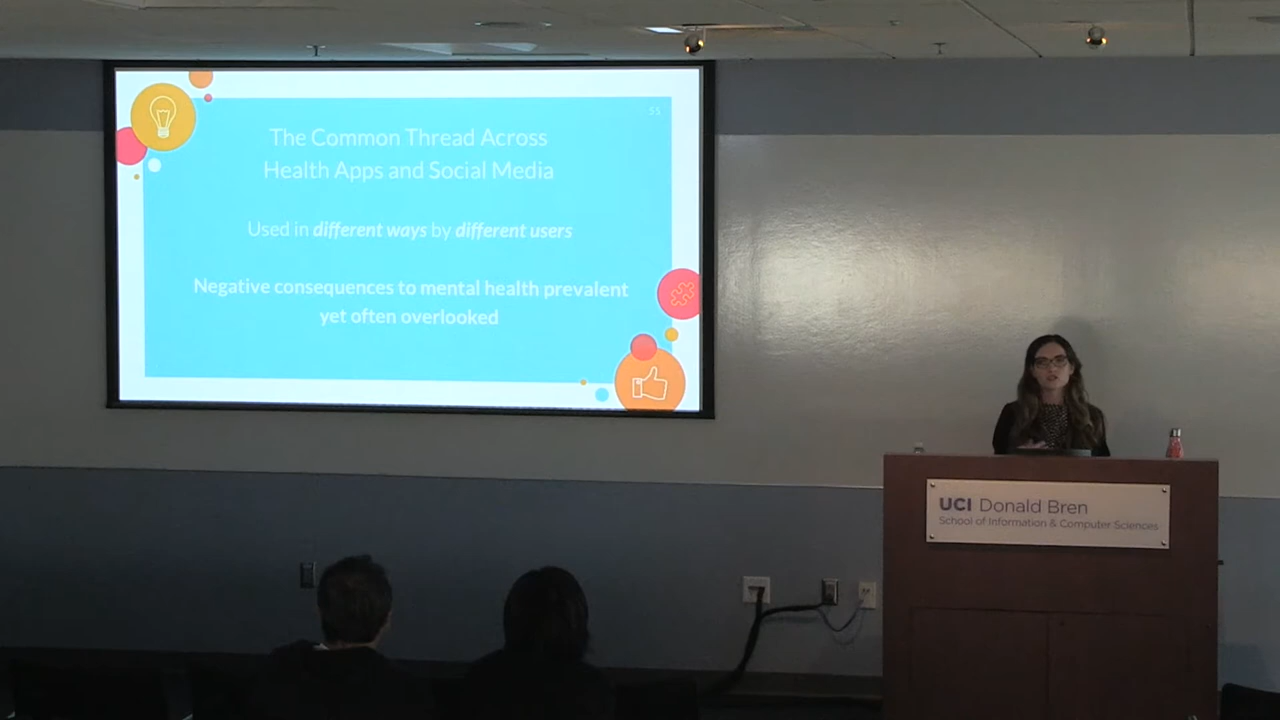 55
The Common Thread Across
Health Apps and Social Media
Used in different ways by different users
Negative consequences to mental health prevalent
yet often overlooked
UCI Donald Bren
School of Information & Computer Sciences